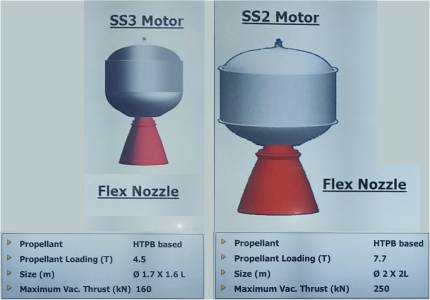 SS3 Motor
Flex Nozzle
Propellant HTPB based
Propellant Loading (T) 4.5
Size (m) Ø 1.7 X 1.6 L
Maximum Vac. Thrust (kN) 160
SS2 Motor
Flex Nozzle
Propellant HTPB based
Propellant Loading (T) 7.7
Size (m) Ø 2 X 2L
Maximum Vac. Thrust (kN) 250